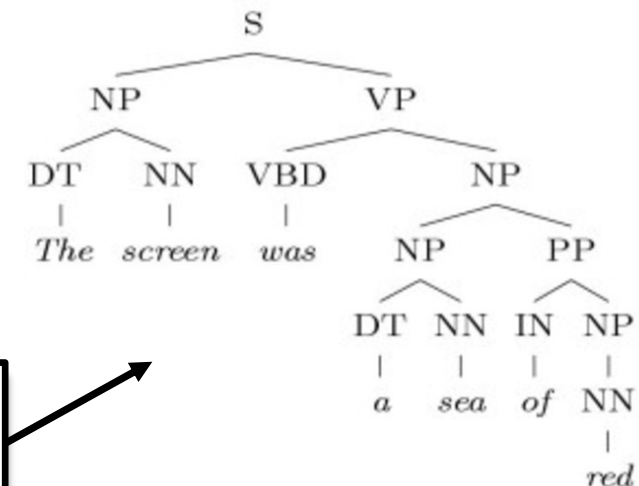 S
NP VP
DT NN VBD NP
The screen was NP PP
DT NN IN NP
a sea of NN
red